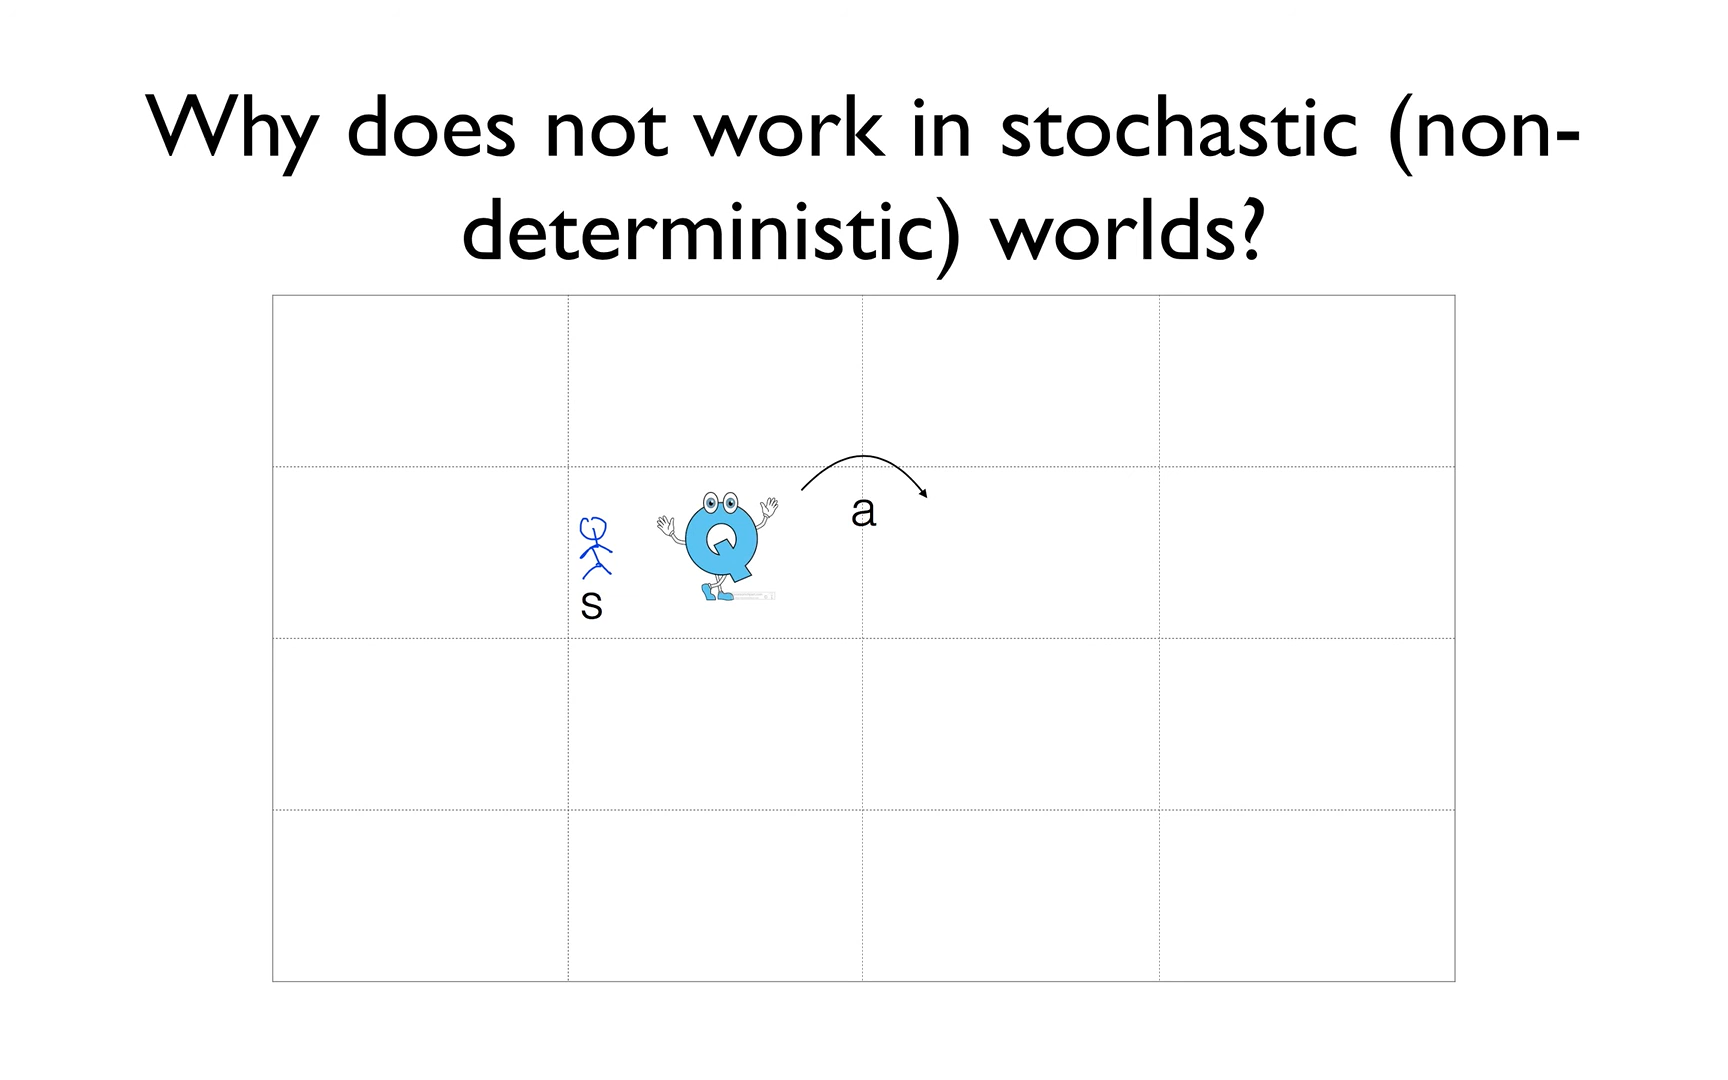 Why does not work in stochastic (non-
deterministic) worlds?
a
Q
s